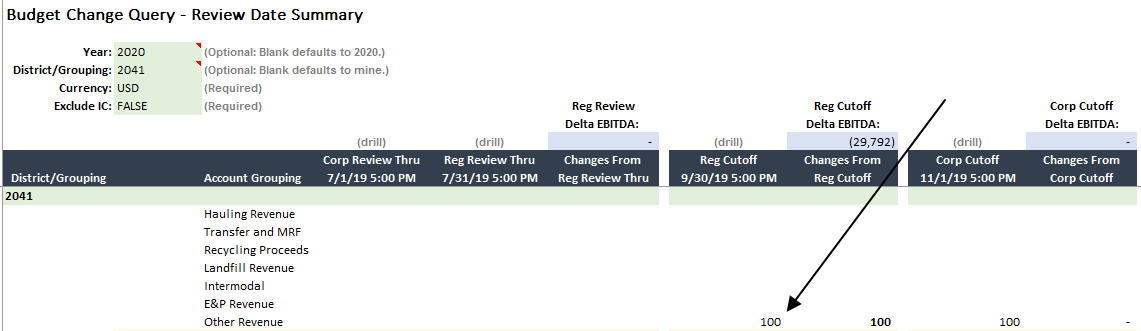 Budget Change Query - Review Date Summary
Year: 2020 (Optional: Blank defaults to 2020.)
District/Grouping: 2041 (Optional: Blank defaults to mine.)
Currency: USD (Required)
Exclude IC: FALSE (Required)
Reg Review Reg Cutoff Corp Cutoff
Delta EBITDA: Delta EBITDA: Delta EBITDA:
(drill) (drill) - (drill) (29,792) (drill) -
Corp Review Thru Reg Review Thru Changes From Reg Cutoff Changes From Corp Cutoff Changes From
District/Grouping Account Grouping 7/1/19 5:00 PM 7/31/19 5:00 PM Reg Review Thru 9/30/19 5:00 PM Reg Cutoff 11/1/19 5:00 PM Corp Cutoff
2041
Hauling Revenue
Transfer and MRF
Recycling Proceeds
Landfill Revenue
Intermodal
E&P Revenue
Other Revenue 100 100 100 -